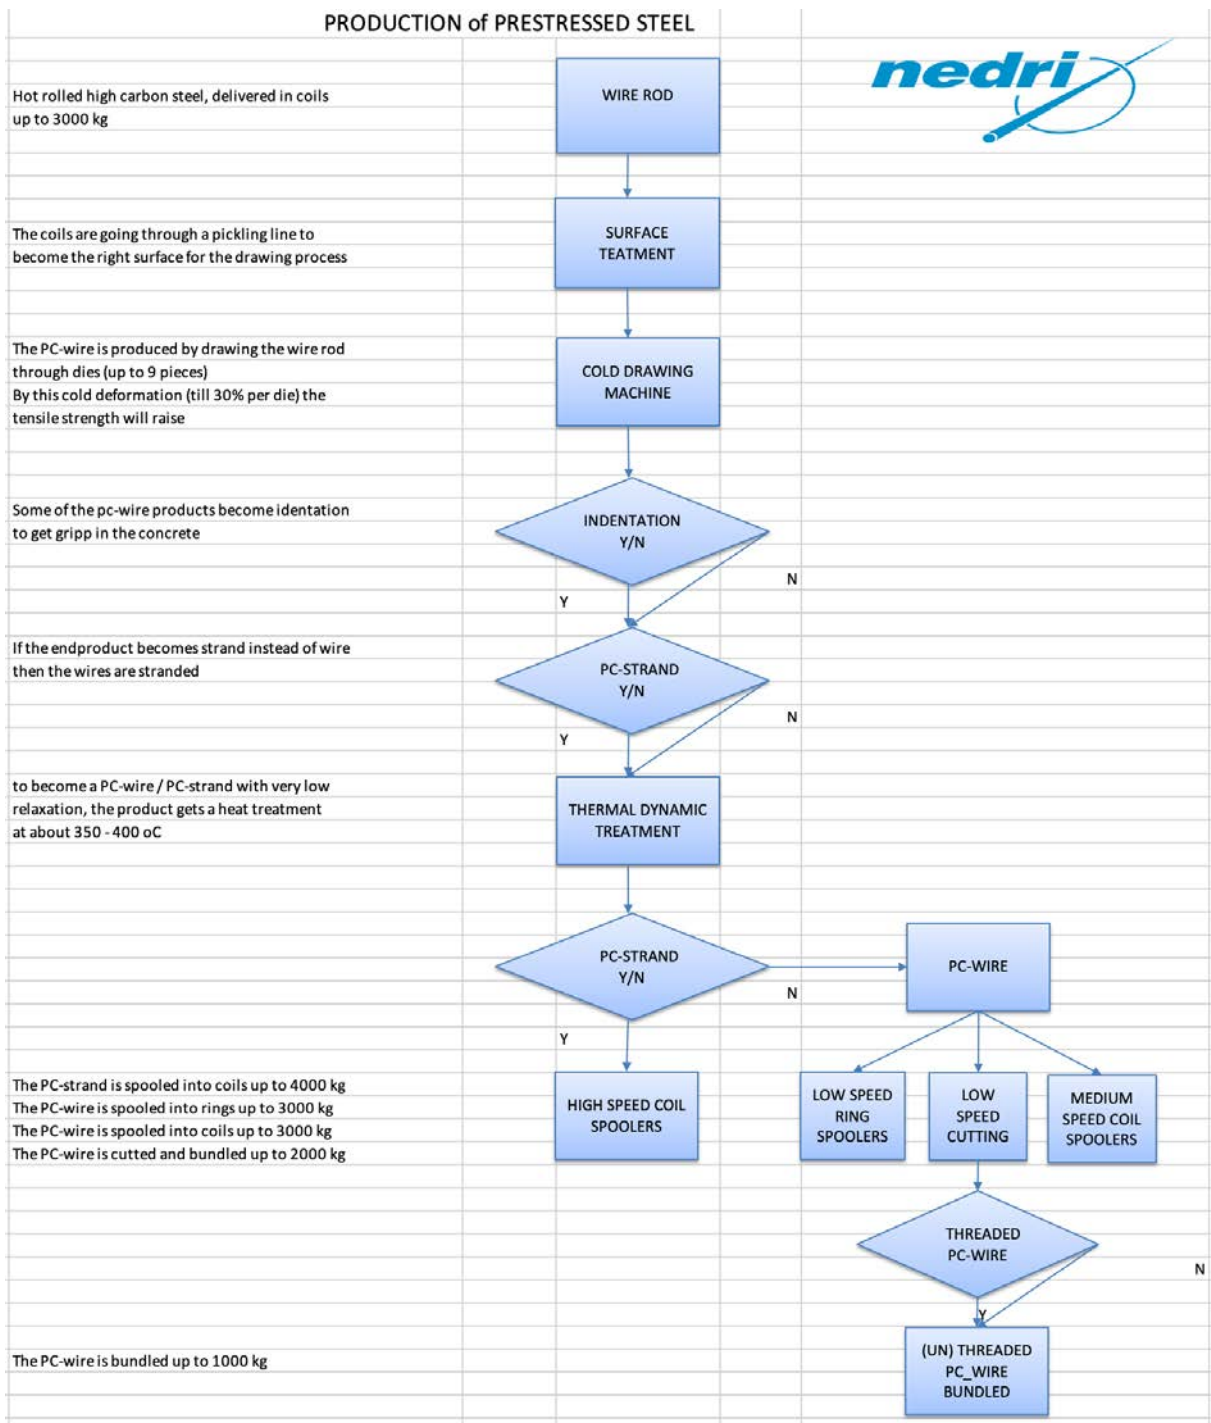 PRODUCTION of PRESTRESSED STEEL
nedri
Hot rolled high carbon steel, delivered in coils
up to 3000 kg
WIRE ROD
The coils are going through a pickling line to
become the right surface for the drawing process
SURFACE
TEATMENT
The PC-wire is produced by drawing the wire rod
through dies (up to 9 pieces)
By this cold deformation (till 30% per die) the
tensile strength will raise
COLD DRAWING
MACHINE
Some of the pc-wire products become identation
to get gripp in the concrete
INDENTATION
Y/N
N
Y
If the endproduct becomes strand instead of wire
then the wires are stranded
PC-STRAND
Y/N
N
Y
to become a PC-wire / PC-strand with very low
relaxation, the product gets a heat treatment
at about 350 - 400 oC
THERMAL DYNAMIC
TREATMENT
PC-STRAND
Y/N
N
Y
PC-WIRE
The PC-strand is spooled into coils up to 4000 kg
The PC-wire is spooled into rings up to 3000 kg
The PC-wire is spooled into coils up to 3000 kg
The PC-wire is cutted and bundled up to 2000 kg
HIGH SPEED COIL
SPOOLERS
LOW SPEED
RING
SPOOLERS
LOW
SPEED
CUTTING
MEDIUM
SPEED COIL
SPOOLERS
THREADED
PC-WIRE
N
Y
The PC-wire is bundled up to 1000 kg
(UN) THREADED
PC_WIRE
BUNDLED